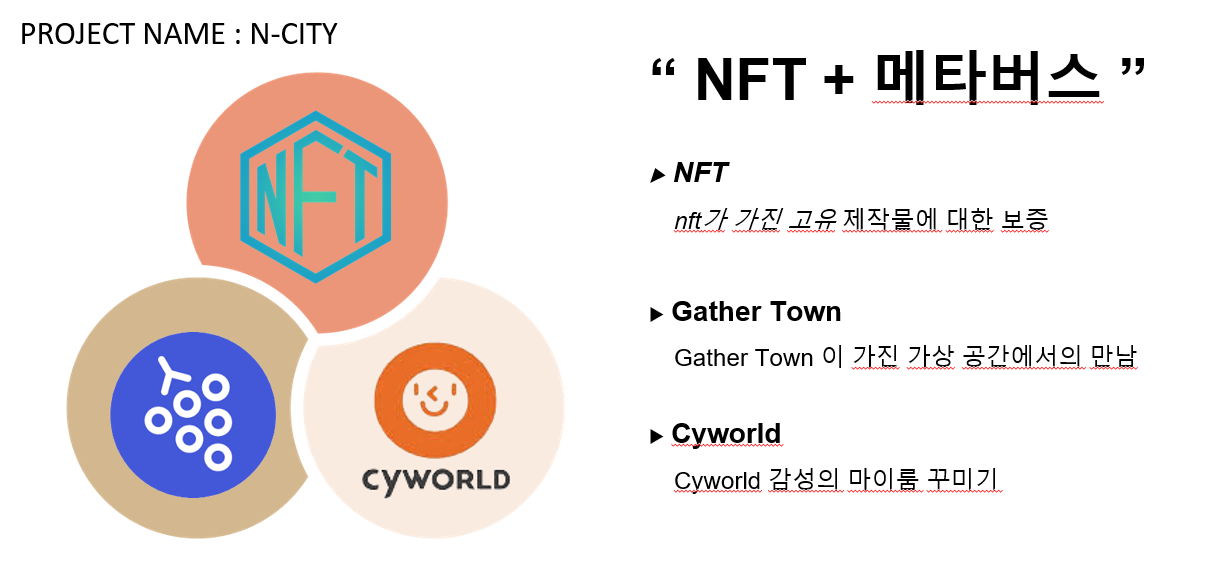 PROJECT NAME : N-CITY
NFT
CYWORLD
“ NFT + 메타버스 ”
▶ NFT
nft가 가진 고유 제작물에 대한 보증
▶ Gather Town
Gather Town 이 가진 가상 공간에서의 만남
▶ Cyworld
Cyworld 감성의 마이룸 꾸미기